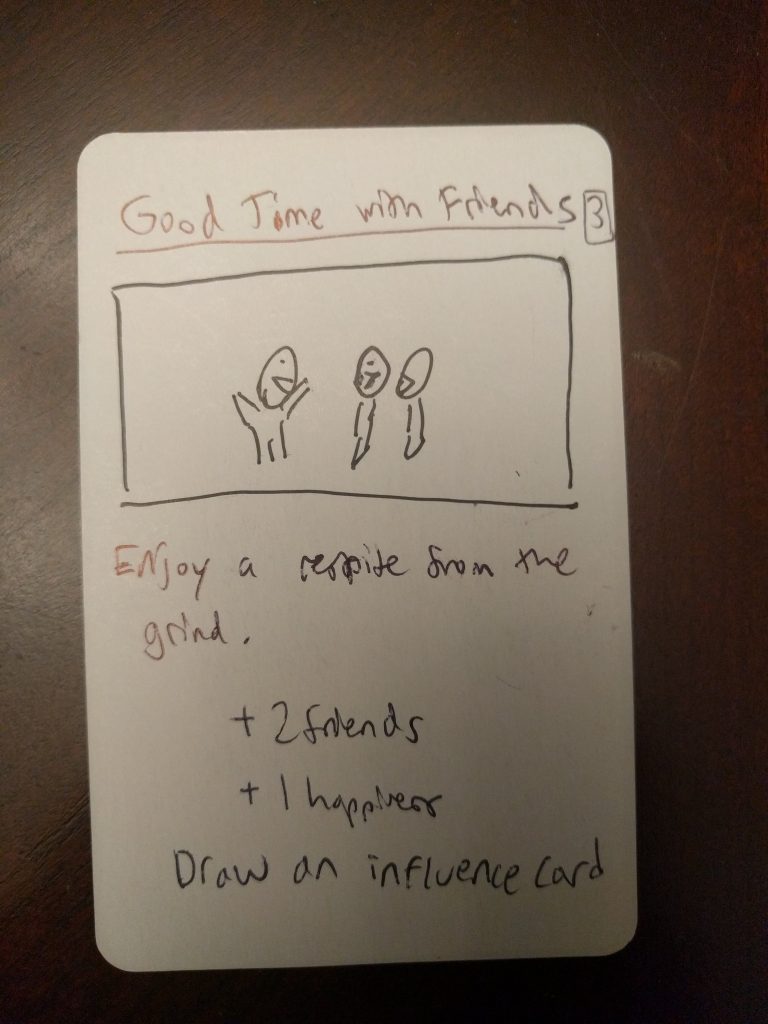 Good Time with Friends 3
Enjoy a respite from the
grind.
+ 2 friends
+ 1 happiness
Draw an influence card